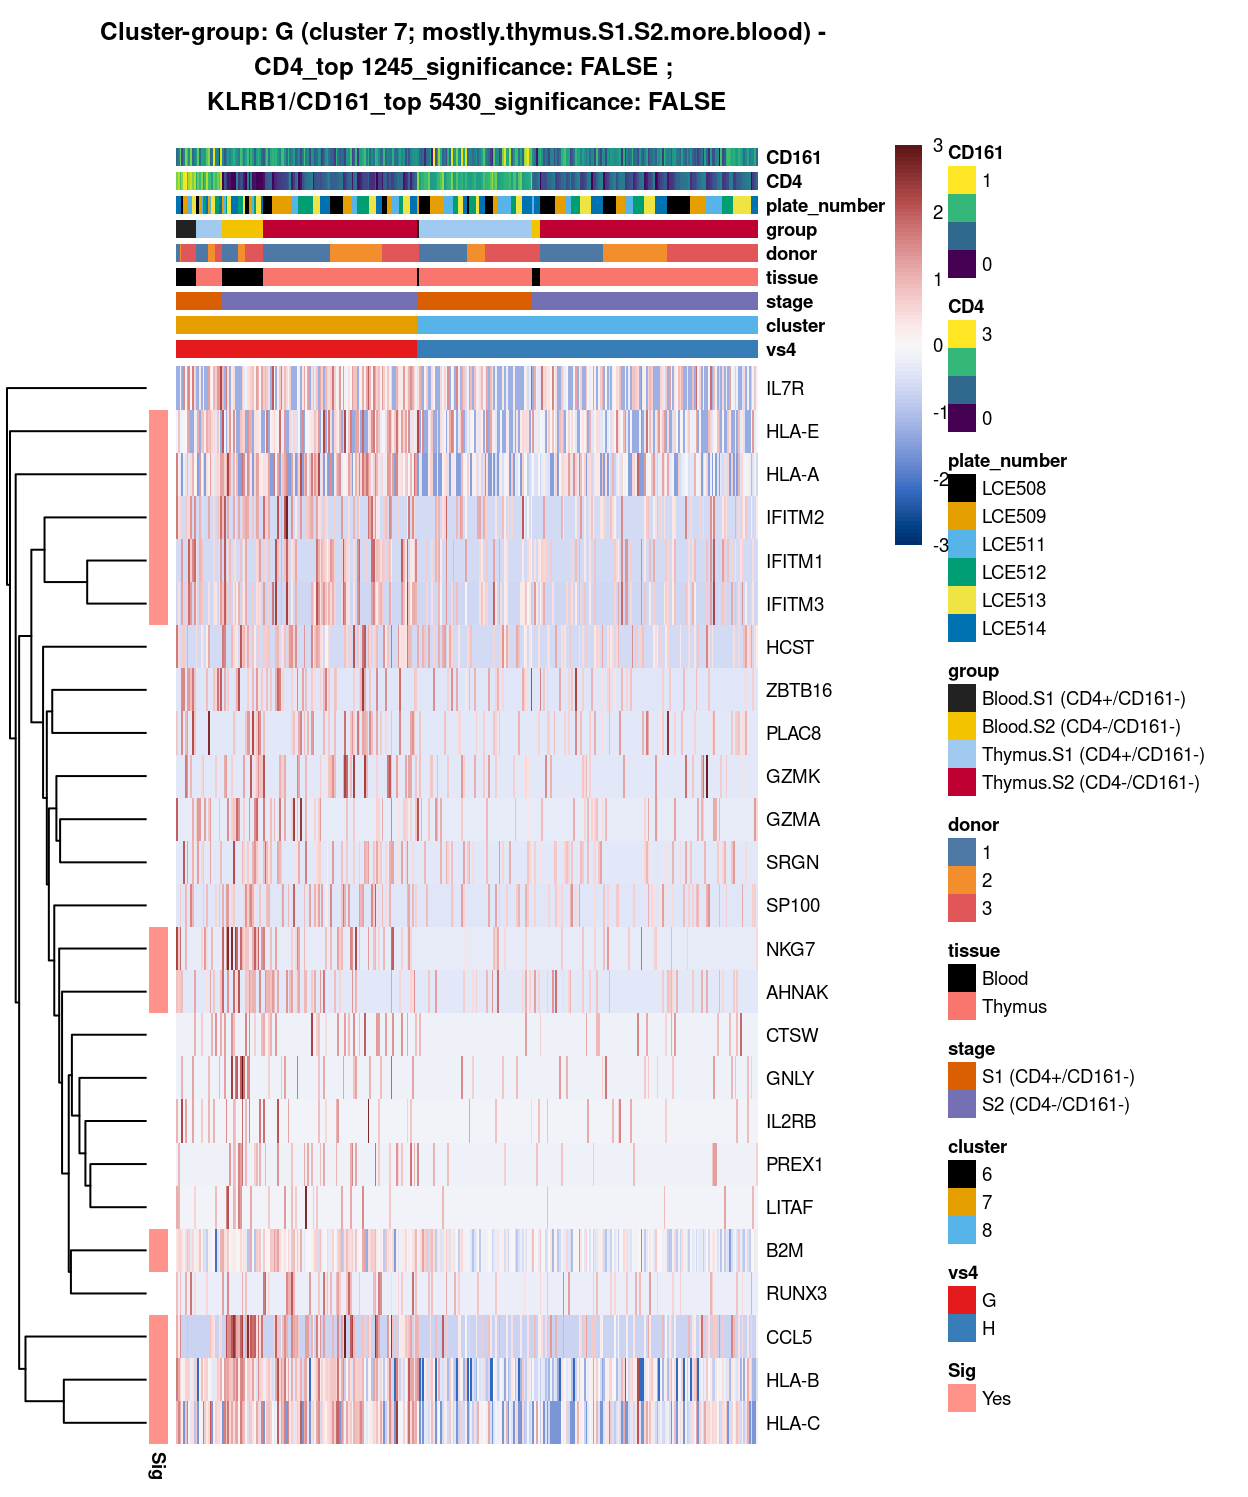 Cluster-group: G (cluster 7; mostly.thymus.S1.S2.more.blood) -
CD4_top 1245_significance: FALSE ;
KLRB1/CD161_top 5430_significance: FALSE
CD161
CD4
plate_number
group
donor
tissue
stage
cluster
vs4
IL7R
HLA-E
HLA-A
IFITM2
IFITM1
IFITM3
HCST
ZBTB16
PLAC8
GZMK
GZMA
SRGN
SP100
NKG7
AHNAK
CTSW
GNLY
IL2RB
PREX1
LITAF
B2M
RUNX3
CCL5
HLA-B
HLA-C
Sig
3
2
1
0
-1
-2
-3
CD161
1
0
CD4
3
0
plate_number
LCE508
LCE509
LCE511
LCE512
LCE513
LCE514
group
Blood.S1 (CD4+/CD161-)
Blood.S2 (CD4-/CD161-)
Thymus.S1 (CD4+/CD161-)
Thymus.S2 (CD4-/CD161-)
donor
1
2
3
tissue
Blood
Thymus
stage
S1 (CD4+/CD161-)
S2 (CD4-/CD161-)
cluster
6
7
8
vs4
G
H
Sig
Yes